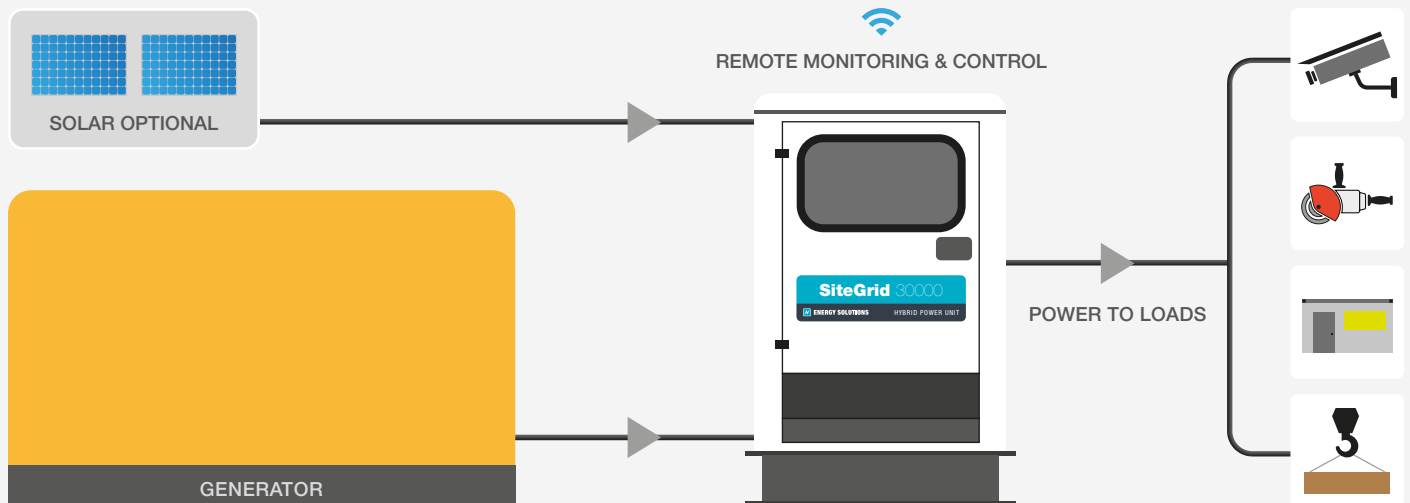 REMOTE MONITORING & CONTROL
SOLAR OPTIONAL
SiteGrid 30000
ENERGY SOLUTIONS HYBRID POWER UNIT
POWER TO LOADS
GENERATOR